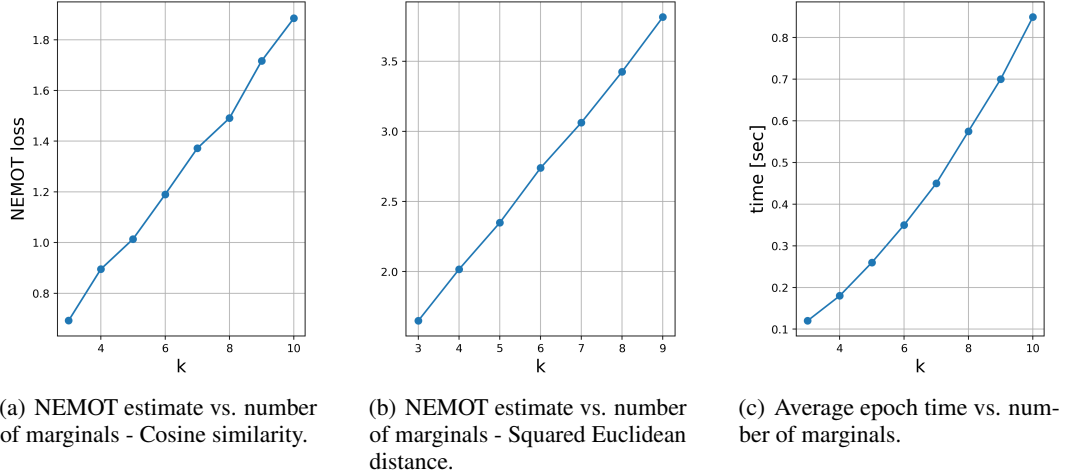 1.8
1.6
1.4
1.2
1.0
0.8
NEMOT loss
4 6 8 10
k
3.5
3.0
2.5
2.0
3 4 5 6 7 8 9
k
0.8
0.7
0.6
0.5
0.4
0.3
0.2
0.1
time [sec]
4 6 8 10
k
(a) NEMOT estimate vs. number
of marginals - Cosine similarity.
(b) NEMOT estimate vs. number
of marginals - Squared Euclidean
distance.
(c) Average epoch time vs. num-
ber of marginals.